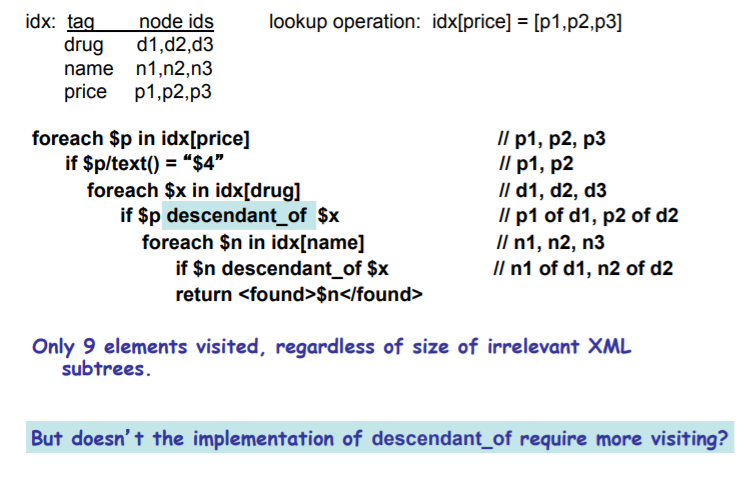 idx: tag node ids lookup operation: idx[price] = [p1,p2,p3]
drug d1,d2,d3
name n1,n2,n3
price p1,p2,p3
foreach $p in idx[price] // p1, p2, p3
if $p/text() = “$4” // p1, p2
foreach $x in idx[drug] // d1, d2, d3
if $p descendant_of $x // p1 of d1, p2 of d2
foreach $n in idx[name] // n1, n2, n3
if $n descendant_of $x // n1 of d1, n2 of d2
return <found>$n</found>
Only 9 elements visited, regardless of size of irrelevant XML
subtrees.
But doesn’t the implementation of descendant_of require more visiting?